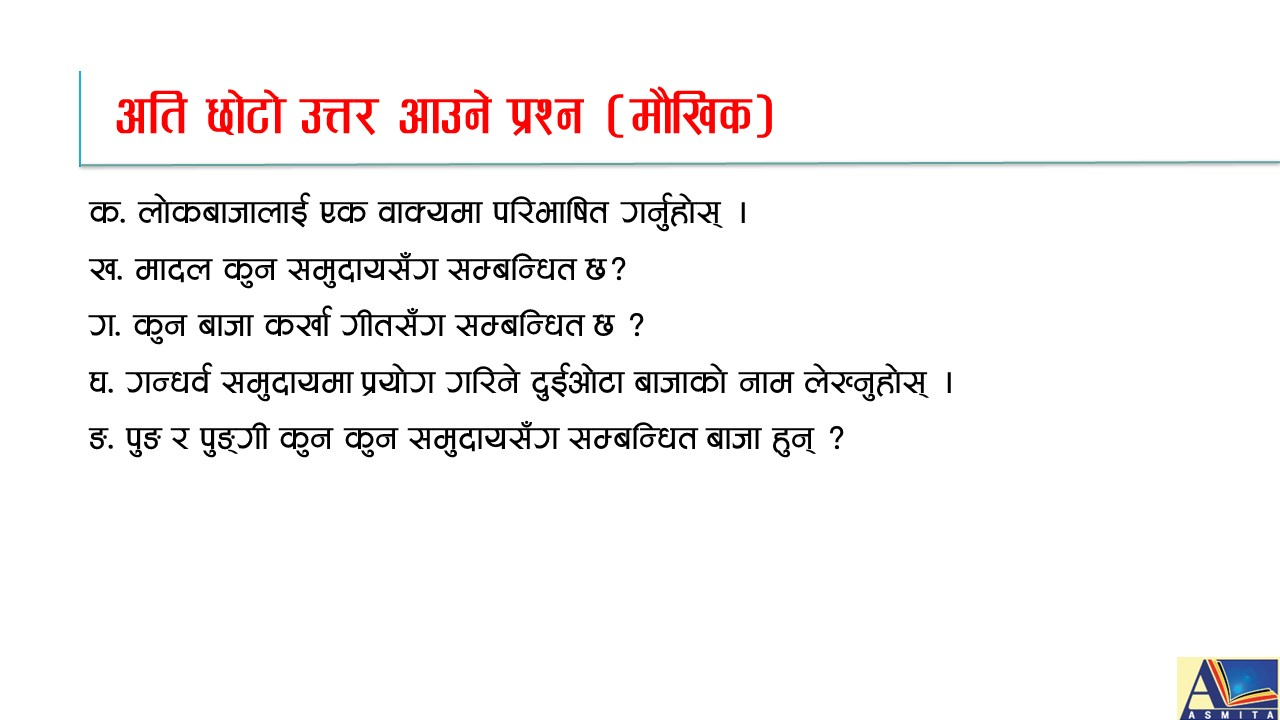 अति छोटो उत्तर आउने प्रश्न (मौखिक)
क. लोकबाजालाई एक वाक्यमा परिभाषित गर्नुहोस् ।
ख. मादल कुन समुदायसँग सम्बन्धित छ?
ग. कुन बाजा कर्खा गीतसँग सम्बन्धित छ ?
घ. गन्धर्व समुदायमा प्रयोग गरिने दुईओटा बाजाको नाम लेख्नुहोस् ।
ङ. पुङ र पुङ्गी कुन कुन समुदायसँग सम्बन्धित बाजा हुन् ?
ASMITA